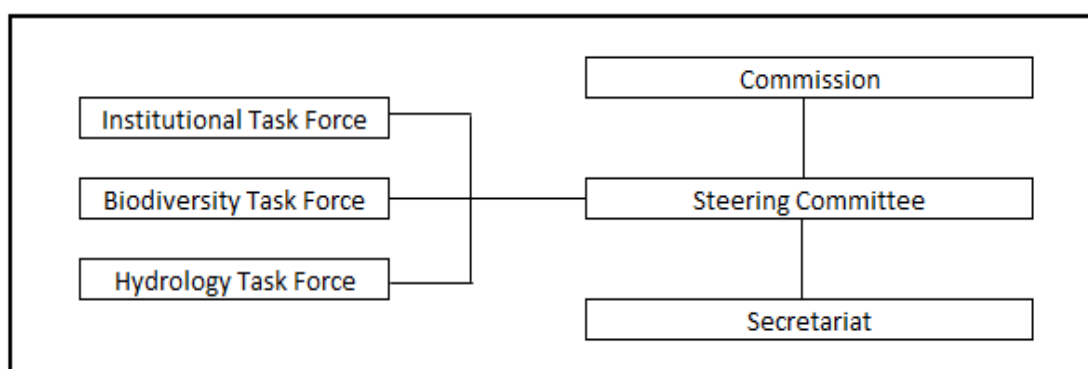 Commission
Institutional Task Force
Biodiversity Task Force
Steering Committee
Hydrology Task Force
Secretariat